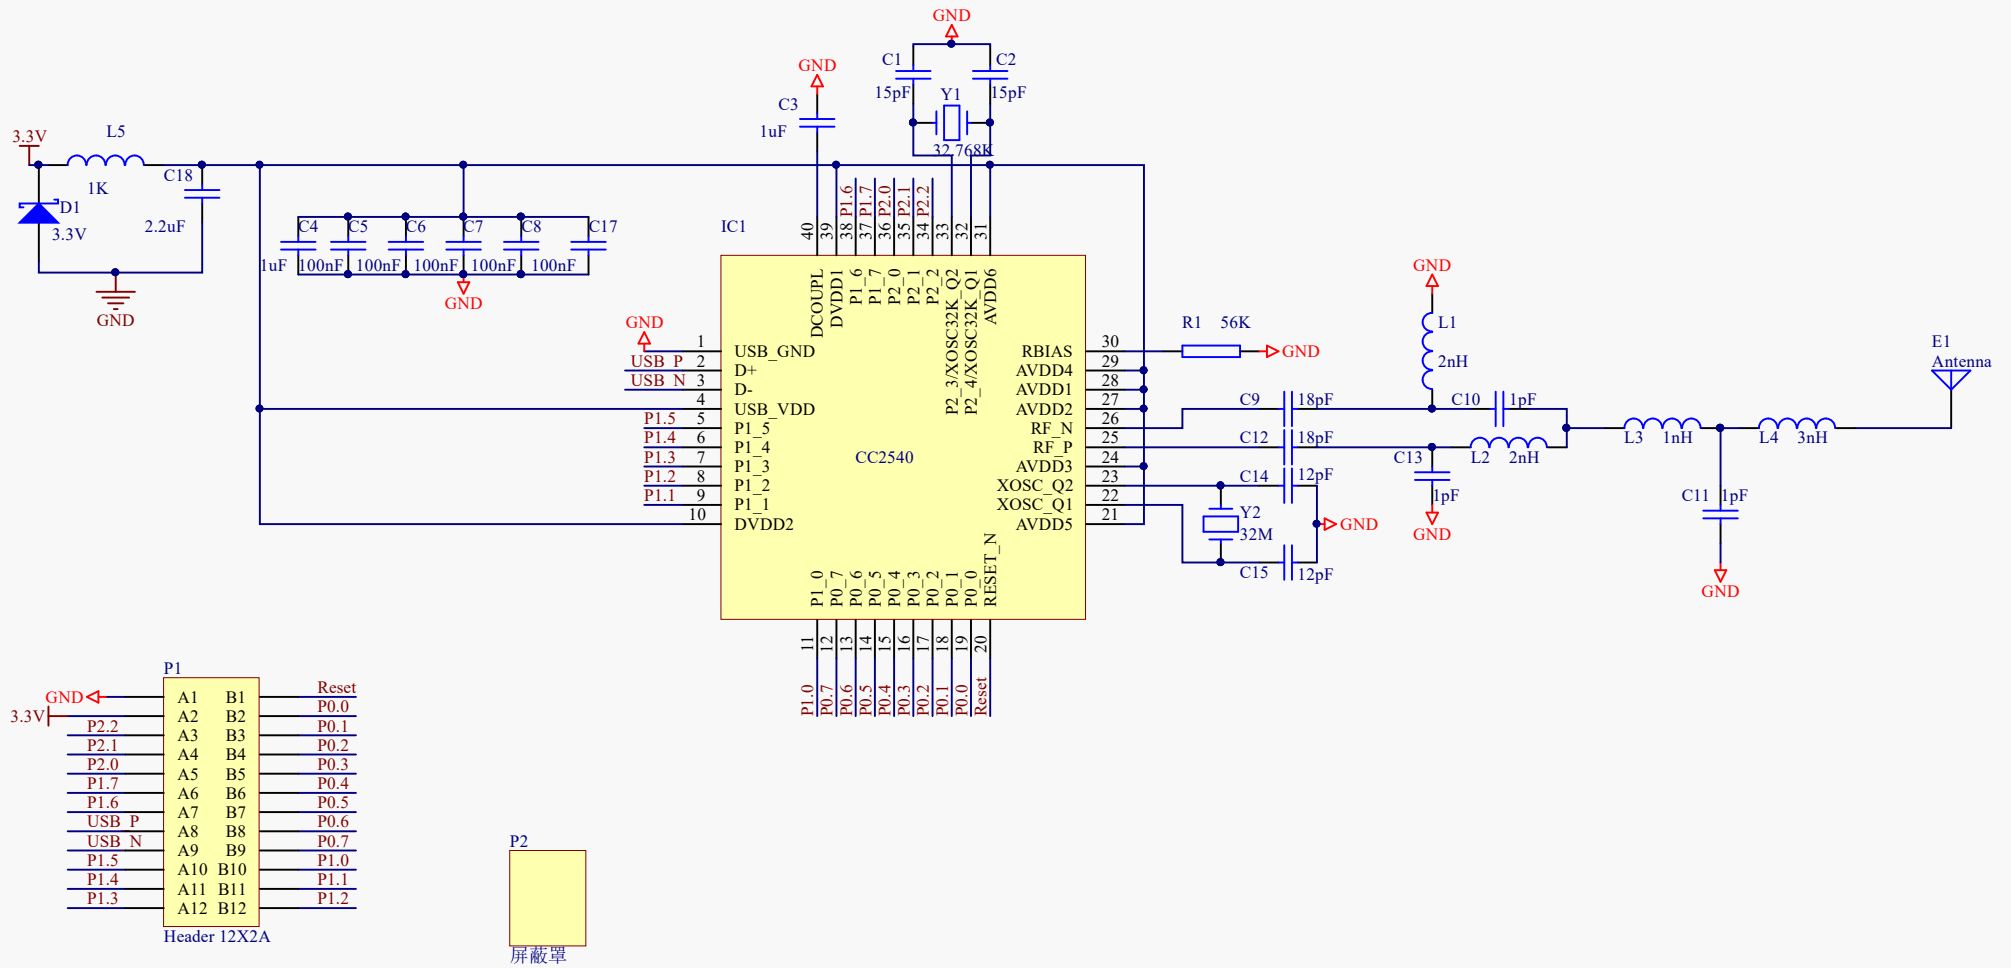 GND
C1
C2
15pF
Y1
15pF
32.768K
GND
C3
1uF
3.3V
L5
1K
C18
2.2uF
D1
3.3V
GND
C4
C5
C6
C7
C8
C17
1uF
100nF
100nF
100nF
100nF
100nF
GND
IC1
CC2540
40
39
38
37
36
35
34
33
32
31
P1.6
P1.7
P2.0
P2.1
P2.2
DCOUPL
DVDD1
P1_6
P1_7
P2_0
P2_1
P2_2
P2_3/XOSC32K_Q2
P2_4/XOSC32K_Q1
AVDD6
GND
1 USB_GND
USB_P 2 D+
USB_N 3 D-
4 USB_VDD
P1.5 5 P1_5
P1.4 6 P1_4
P1.3 7 P1_3
P1.2 8 P1_2
P1.1 9 P1_1
10 DVDD2
RBIAS 30
AVDD4 29
AVDD1 28
AVDD2 27
RF_N 26
RF_P 25
AVDD3 24
XOSC_Q2 23
XOSC_Q1 22
AVDD5 21
P1_0
P0_7
P0_6
P0_5
P0_4
P0_3
P0_2
P0_1
P0_0
RESET_N
11
12
13
14
15
16
17
18
19
20
P1.0
P0.7
P0.6
P0.5
P0.4
P0.3
P0.2
P0.1
P0.0
Reset
R1 56K
GND
C9 18pF
C12 18pF
C14 12pF
Y2
32M
GND
C15 12pF
GND
L1
2nH
C10 1pF
C13
1pF
GND
L2 2nH
L3 1nH
L4 3nH
C11 1pF
GND
E1
Antenna
P1
GND A1 B1 Reset
3.3V A2 B2 P0.0
P2.2 A3 B3 P0.1
P2.1 A4 B4 P0.2
P2.0 A5 B5 P0.3
P1.7 A6 B6 P0.4
P1.6 A7 B7 P0.5
USB_P A8 B8 P0.6
USB_N A9 B9 P0.7
P1.5 A10 B10 P1.0
P1.4 A11 B11 P1.1
P1.3 A12 B12 P1.2
Header 12X2A
P2
屏蔽罩